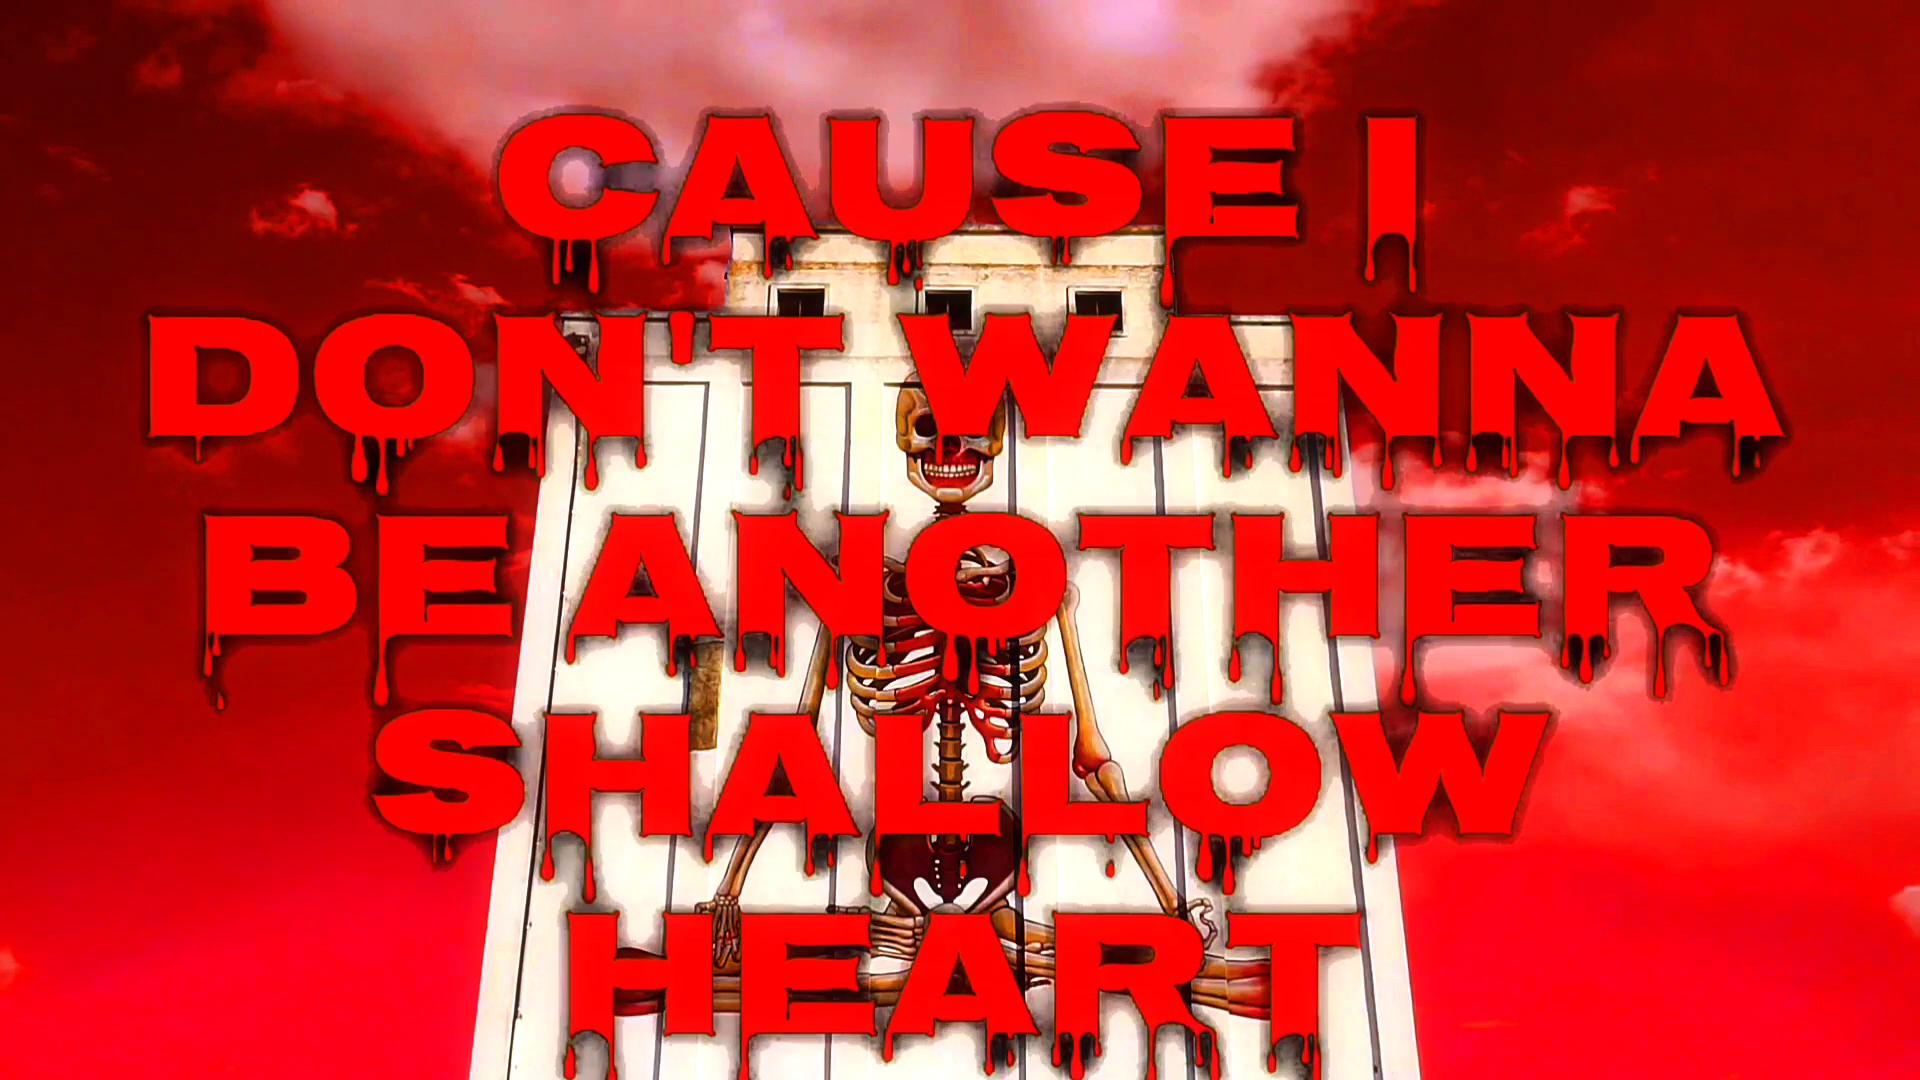 CAUSE I
DON'T WANNA
BE ANOTHER
SHALLOW
HEART